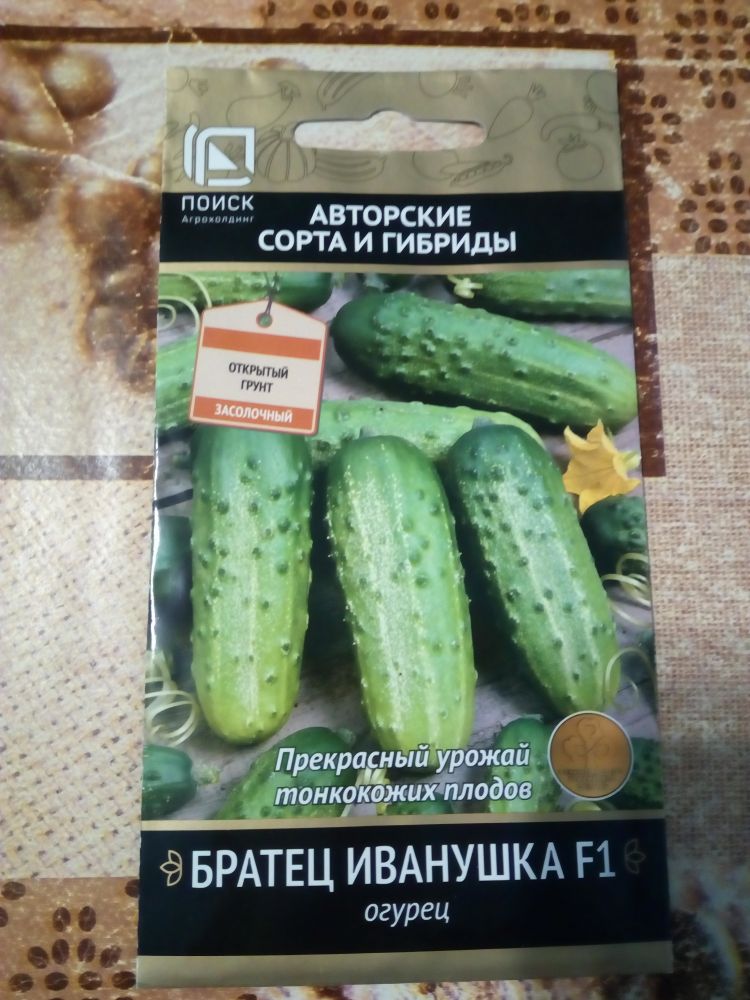 ПОИСК
Агрохолдинг
АВТОРСКИЕ
СОРТА И ГИБРИДЫ
ОТКРЫТЫЙ
ГРУНТ
ЗАСОЛОЧНЫЙ
Прекрасный урожай
тонкокожих плодов
БРАТЕЦ ИВАНУШКА F1
огурец